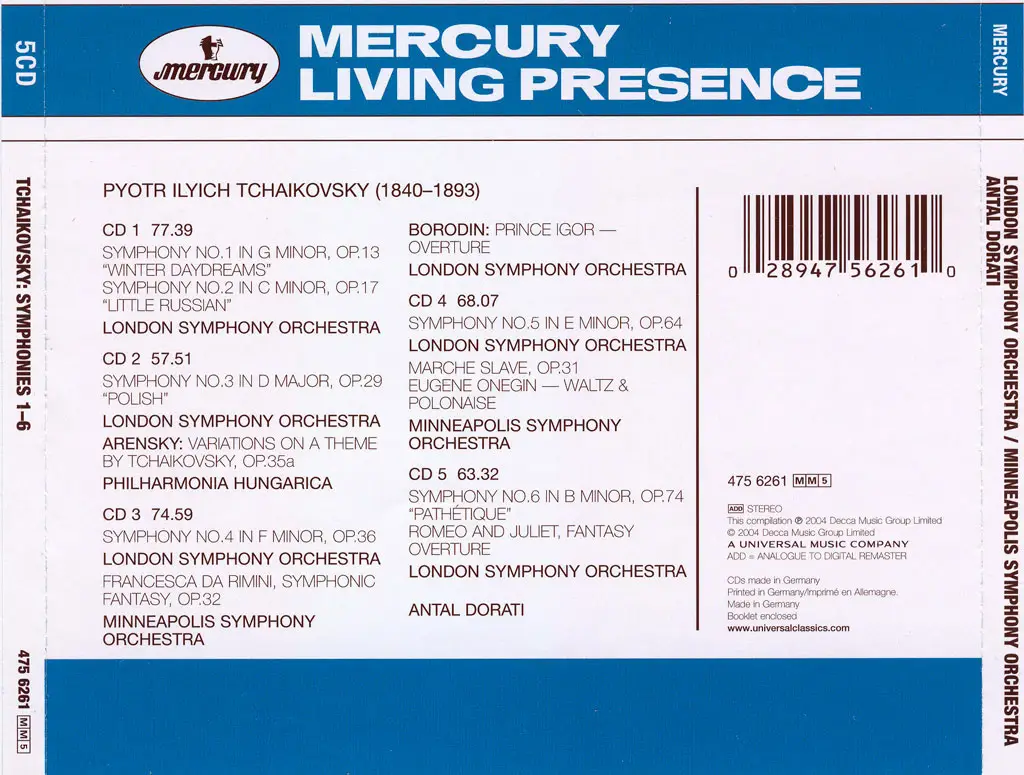 5CD
TCHAIKOVSKY: SYMPHONIES 1–6
475 6261 MM5
mercury
MERCURY
LIVING PRESENCE
PYOTR ILYICH TCHAIKOVSKY (1840–1893)
CD 1 77.39
SYMPHONY NO.1 IN G MINOR, OP.13
“WINTER DAYDREAMS”
SYMPHONY NO.2 IN C MINOR, OP.17
“LITTLE RUSSIAN”
LONDON SYMPHONY ORCHESTRA
CD 2 57.51
SYMPHONY NO.3 IN D MAJOR, OP.29
“POLISH”
LONDON SYMPHONY ORCHESTRA
ARENSKY: VARIATIONS ON A THEME
BY TCHAIKOVSKY, OP.35a
PHILHARMONIA HUNGARICA
CD 3 74.59
SYMPHONY NO.4 IN F MINOR, OP.36
LONDON SYMPHONY ORCHESTRA
FRANCESCA DA RIMINI, SYMPHONIC
FANTASY, OP.32
MINNEAPOLIS SYMPHONY
ORCHESTRA
BORODIN: PRINCE IGOR —
OVERTURE
LONDON SYMPHONY ORCHESTRA
CD 4 68.07
SYMPHONY NO.5 IN E MINOR, OP.64
LONDON SYMPHONY ORCHESTRA
MARCHE SLAVE, OP.31
EUGENE ONEGIN — WALTZ &
POLONAISE
MINNEAPOLIS SYMPHONY
ORCHESTRA
CD 5 63.32
SYMPHONY NO.6 IN B MINOR, OP.74
“PATHÉTIQUE”
ROMEO AND JULIET, FANTASY
OVERTURE
LONDON SYMPHONY ORCHESTRA
ANTAL DORATI
0 28947 56261 0
475 6261 MM5
ADD STEREO
This compilation ℗ 2004 Decca Music Group Limited
© 2004 Decca Music Group Limited
A UNIVERSAL MUSIC COMPANY
ADD = ANALOGUE TO DIGITAL REMASTER
CDs made in Germany
Printed in Germany/Imprimé en Allemagne.
Made in Germany
Booklet enclosed
www.universalclassics.com
MERCURY
LONDON SYMPHONY ORCHESTRA / MINNEAPOLIS SYMPHONY ORCHESTRA
ANTAL DORATI